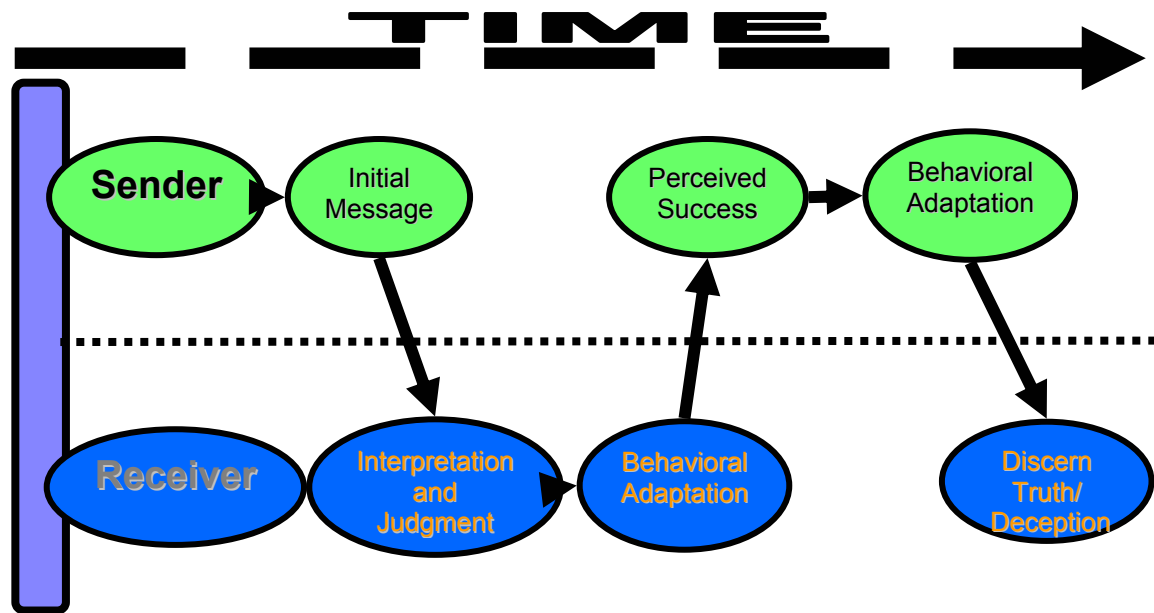 TIME
Sender
Initial
Message
Perceived
Success
Behavioral
Adaptation
Receiver
Interpretation
and
Judgment
Behavioral
Adaptation
Discern
Truth/
Deception